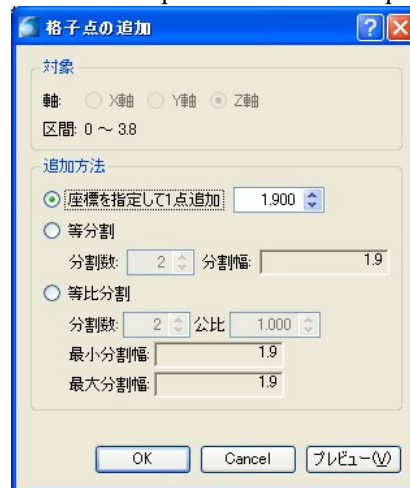 格子点の追加
対象
軸: X軸 Y軸 Z軸
区間: 0 ～ 3.8
追加方法
座標を指定して1点追加 1.900
等分割
分割数: 2 分割幅: 1.9
等比分割
分割数: 2 公比 1.000
最小分割幅: 1.9
最大分割幅: 1.9
OK Cancel プレビュー(V)